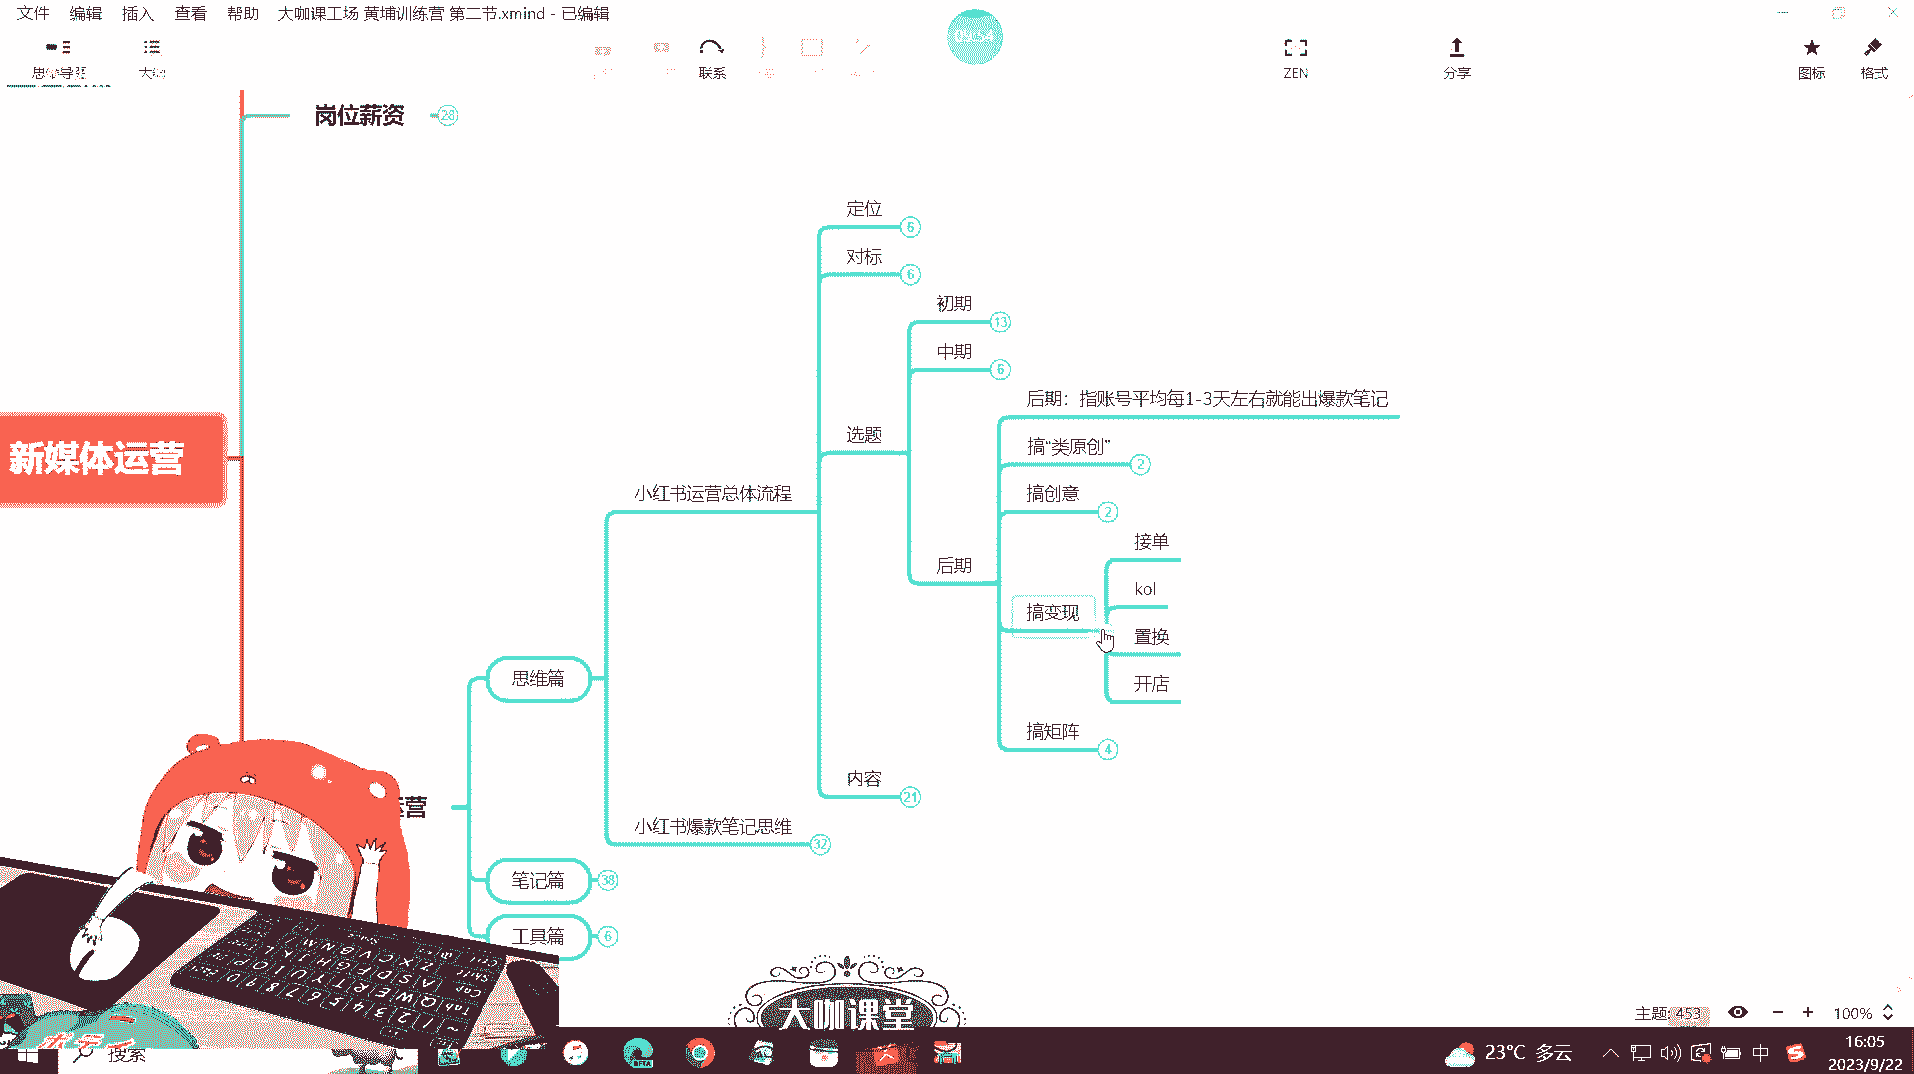 文件 编辑 插入 查看 帮助 大咖课工场 黄埔训练营 第二节.xmind - 已编辑
思维导图 大纲 联系 ZEN 分享 图标 格式
岗位薪资 28
定位 6
对标 6
初期 13
中期 6
后期：指账号平均每1-3天左右就能出爆款笔记
选题
搞“类原创” 2
新媒体运营
小红书运营总体流程
搞创意 2
接单
后期
kol
搞变现
置换
思维篇
开店
搞矩阵 4
内容 21
运营
小红书爆款笔记思维 32
笔记篇 38
工具篇 6
大咖课堂
主题: 453 100%
搜索
23°C 多云 中 16:05
2023/9/22